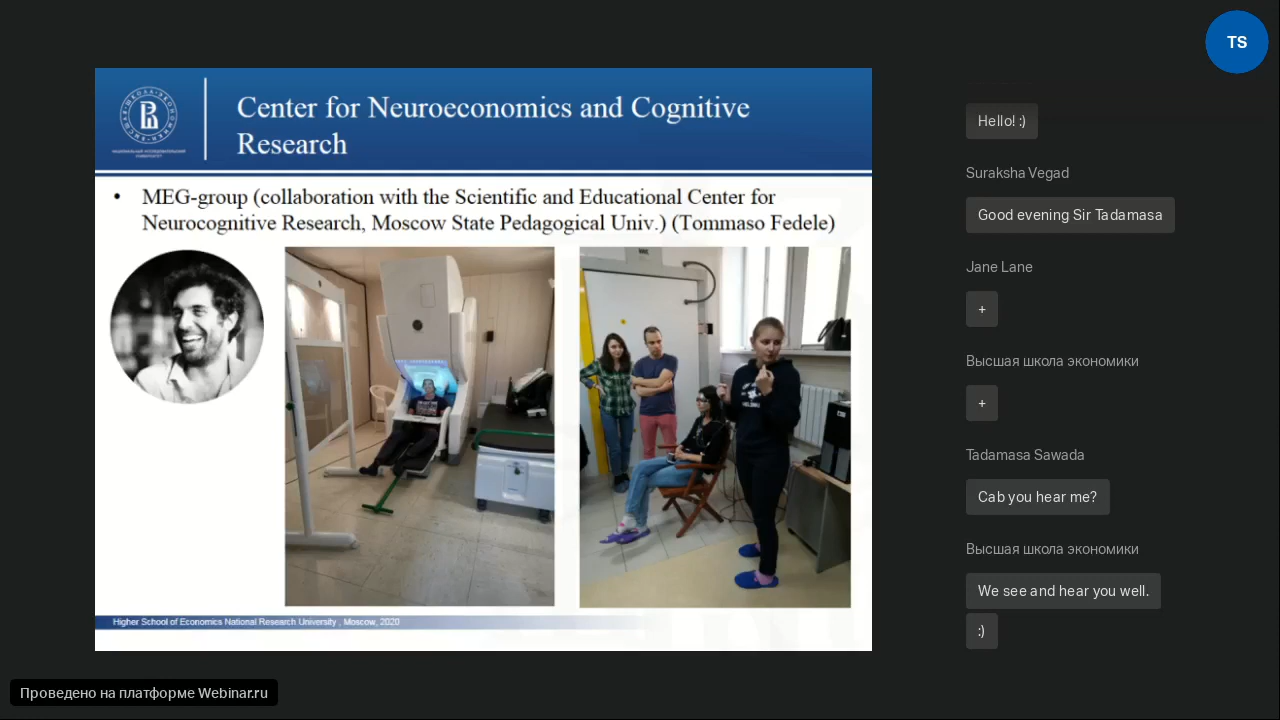 TS
Center for Neuroeconomics and Cognitive
Research
• MEG-group (collaboration with the Scientific and Educational Center for
Neurocognitive Research, Moscow State Pedagogical Univ.) (Tommaso Fedele)
Higher School of Economics National Research University , Moscow, 2020
Hello! :)
Suraksha Vegad
Good evening Sir Tadamasa
Jane Lane
+
Высшая школа экономики
+
Tadamasa Sawada
Cab you hear me?
Высшая школа экономики
We see and hear you well.
:)
Проведено на платформе Webinar.ru